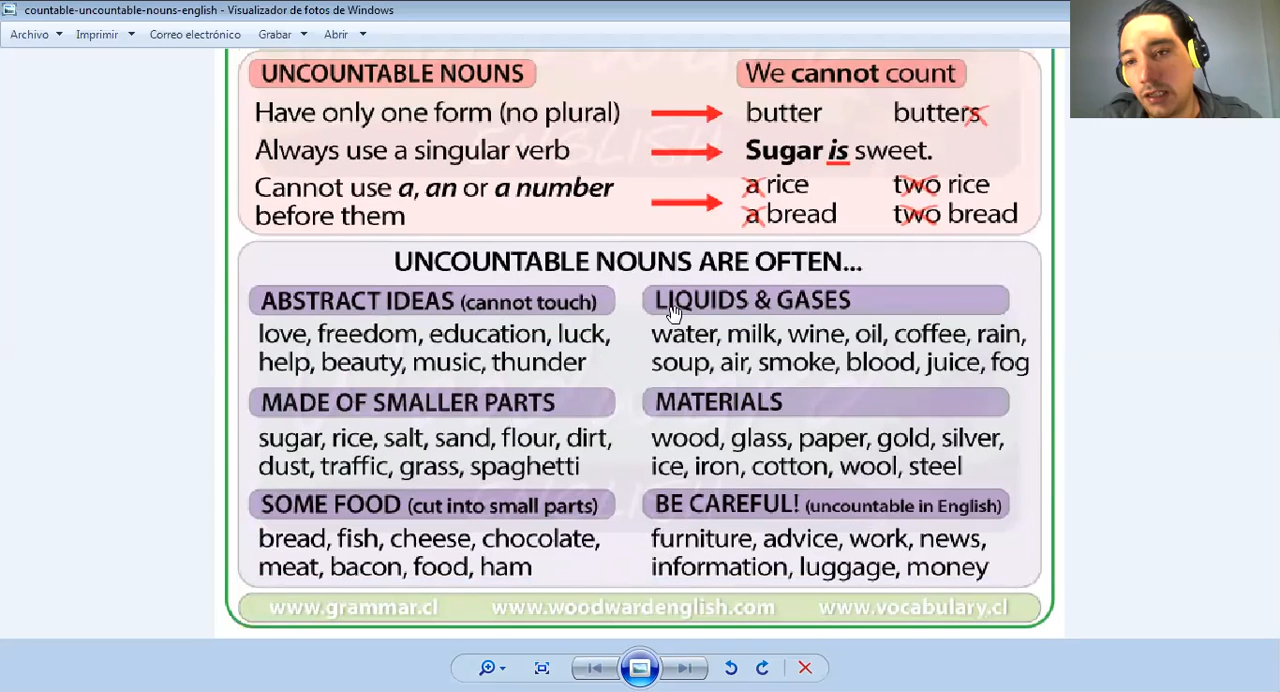 countable-uncountable-nouns-english - Visualizador de fotos de Windows
Archivo Imprimir Correo electrónico Grabar Abrir
UNCOUNTABLE NOUNS We cannot count
Have only one form (no plural) butter butters
Always use a singular verb Sugar is sweet.
Cannot use a, an or a number
before them
a rice two rice
a bread two bread
UNCOUNTABLE NOUNS ARE OFTEN...
ABSTRACT IDEAS (cannot touch)
love, freedom, education, luck,
help, beauty, music, thunder
LIQUIDS & GASES
water, milk, wine, oil, coffee, rain,
soup, air, smoke, blood, juice, fog
MADE OF SMALLER PARTS
sugar, rice, salt, sand, flour, dirt,
dust, traffic, grass, spaghetti
MATERIALS
wood, glass, paper, gold, silver,
ice, iron, cotton, wool, steel
SOME FOOD (cut into small parts)
bread, fish, cheese, chocolate,
meat, bacon, food, ham
BE CAREFUL! (uncountable in English)
furniture, advice, work, news,
information, luggage, money
www.grammar.cl www.woodwardenglish.com www.vocabulary.cl